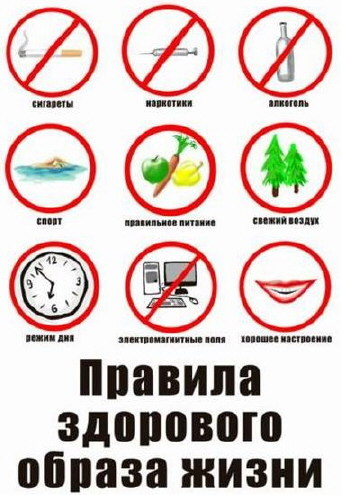 сигареты
наркотики
алкоголь
спорт
правильное питание
свежий воздух
режим дня
электромагнитные поля
хорошее настроение
Правила
здорового
образа жизни